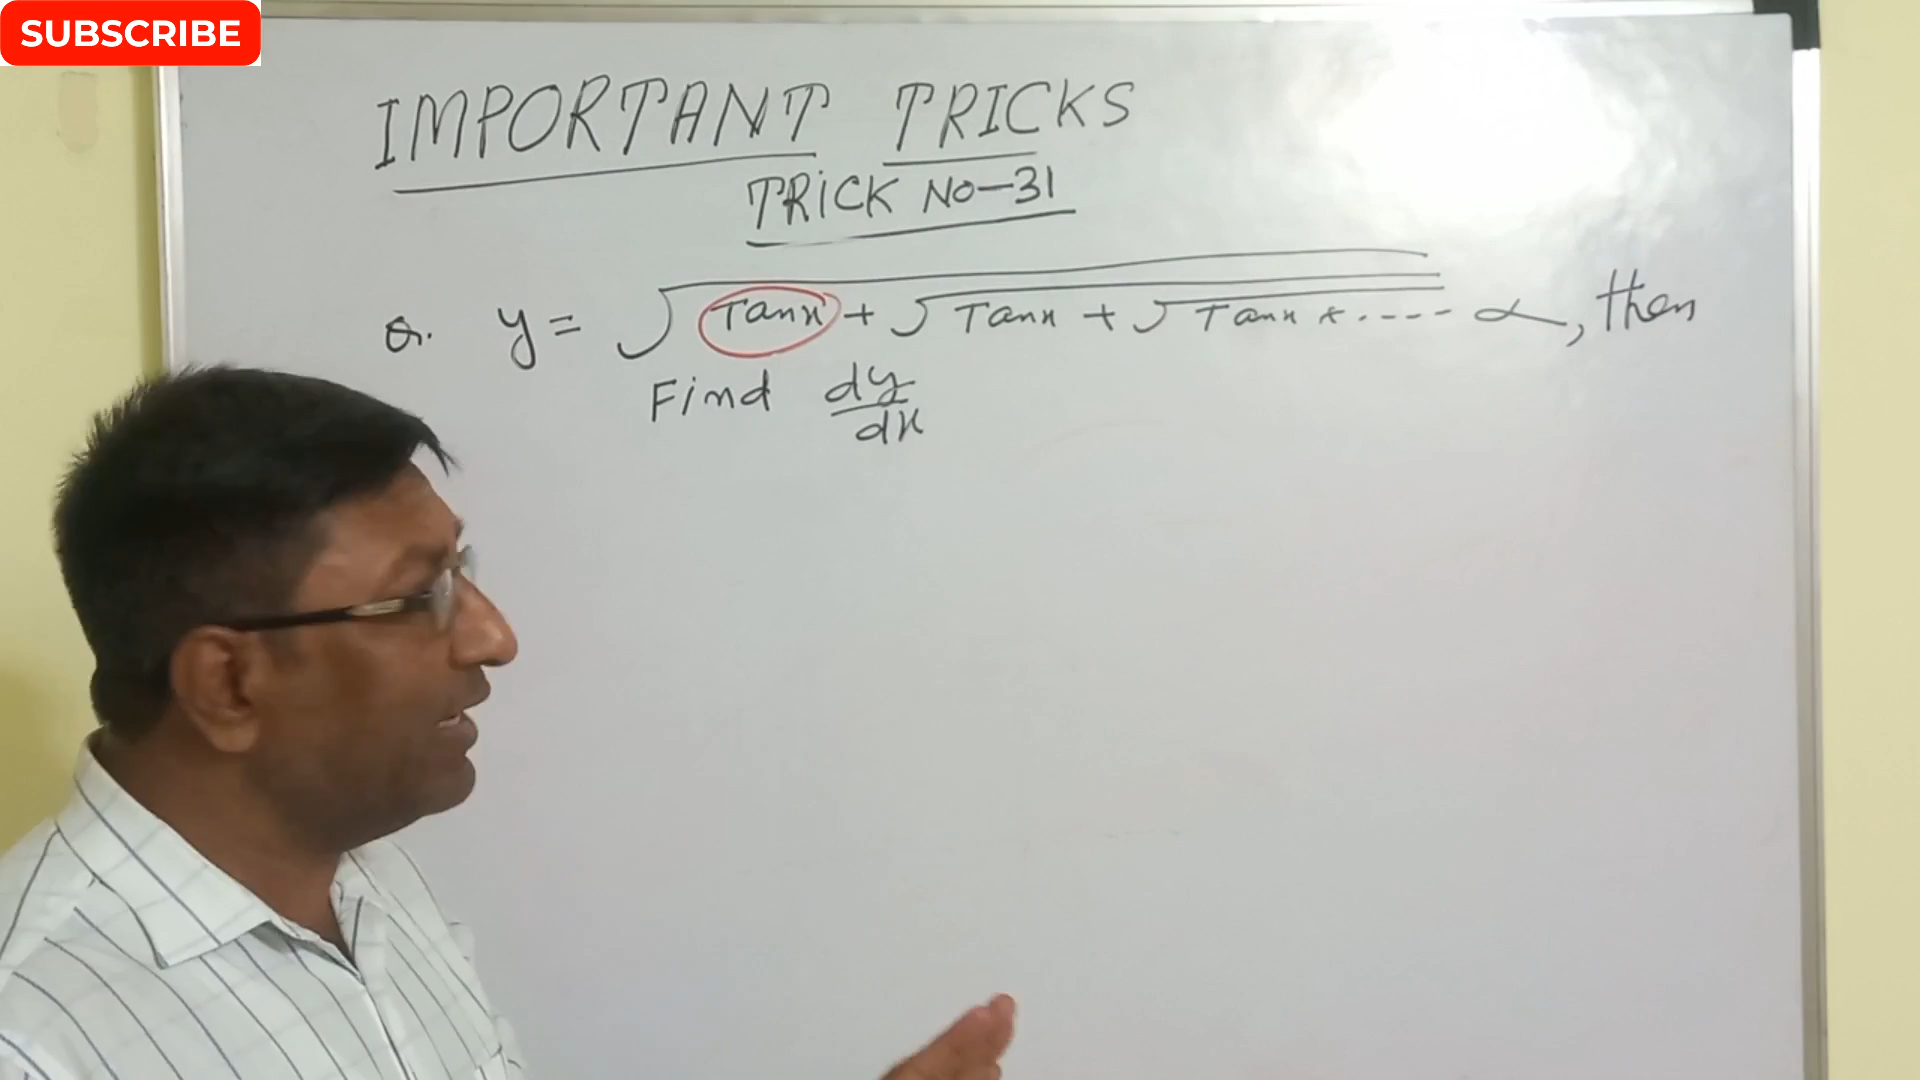 SUBSCRIBE
IMPORTANT TRICKS
TRICK NO-31
Q. y = √Tanx + √Tanx + √Tanx + ---- ∝, then
Find dy/dx